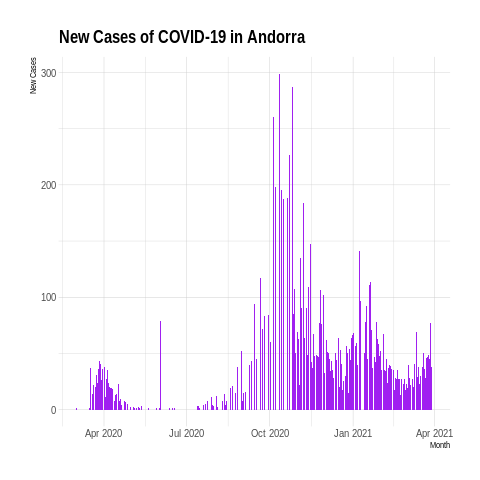 New Cases of COVID-19 in Andorra
New Cases
300
200
100
0
Apr 2020 Jul 2020 Oct 2020 Jan 2021 Apr 2021
Month